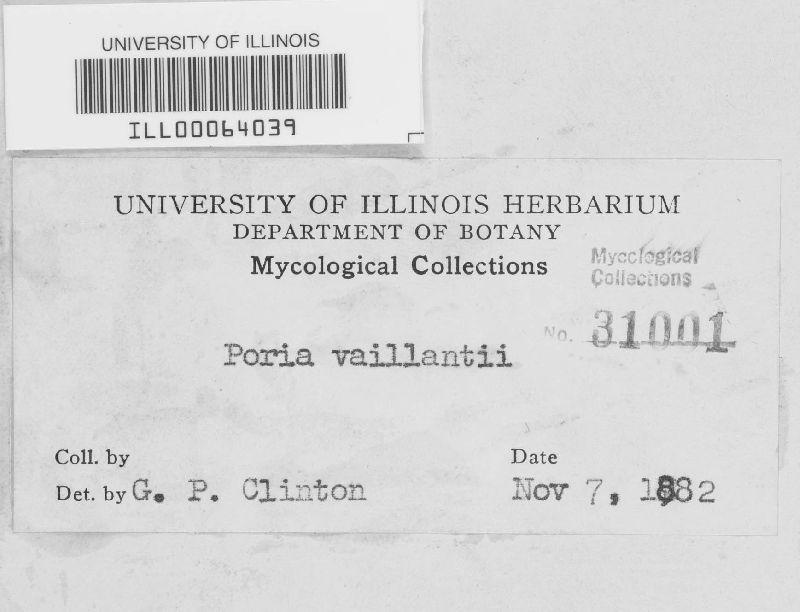 UNIVERSITY OF ILLINOIS
ILL00064039
UNIVERSITY OF ILLINOIS HERBARIUM
DEPARTMENT OF BOTANY
Mycological Collections
Mycological
Collections
No. 31001
Poria vaillantii
Coll. by
Det. by G. P. Clinton
Date
Nov 7, 1882